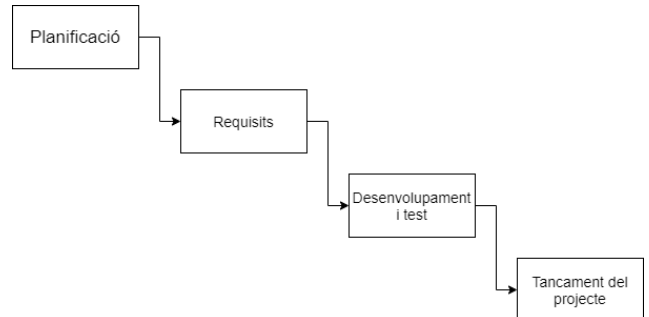 Planificació
Requisits
Desenvolupament
i test
Tancament del
projecte